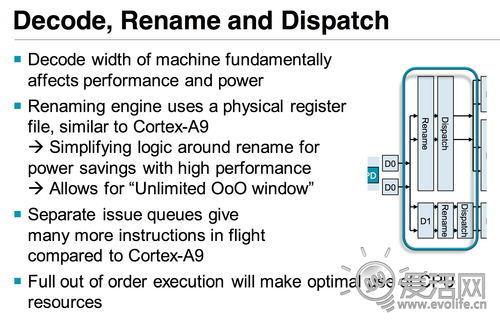 Decode, Rename and Dispatch
Decode width of machine fundamentally
affects performance and power
Renaming engine uses a physical register
file, similar to Cortex-A9
→ Simplifying logic around rename for
power savings with high performance
→ Allows for “Unlimited OoO window”
Separate issue queues give
many more instructions in flight
compared to Cortex-A9
Full out of order execution will make optimal use of CPU
resources
PD
D0
D0
Rename
Dispatch
D1
Rename
Dispatch
爱活网
www.evolife.cn